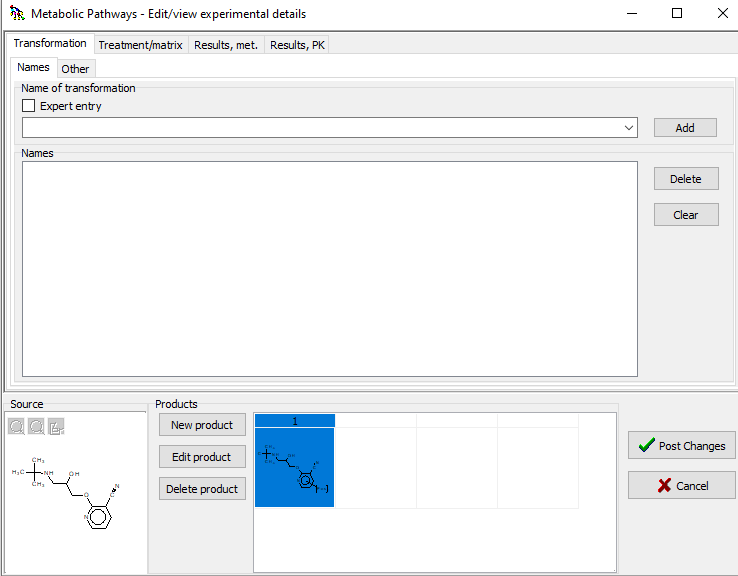 Metabolic Pathways - Edit/view experimental details
Transformation Treatment/matrix Results, met. Results, PK
Names Other
Name of transformation
Expert entry
Add
Names
Delete
Clear
Source
Products
New product
Edit product
Delete product
1
Post Changes
Cancel
CH3
H3C
NH
OH
CH3
O
N
C
N